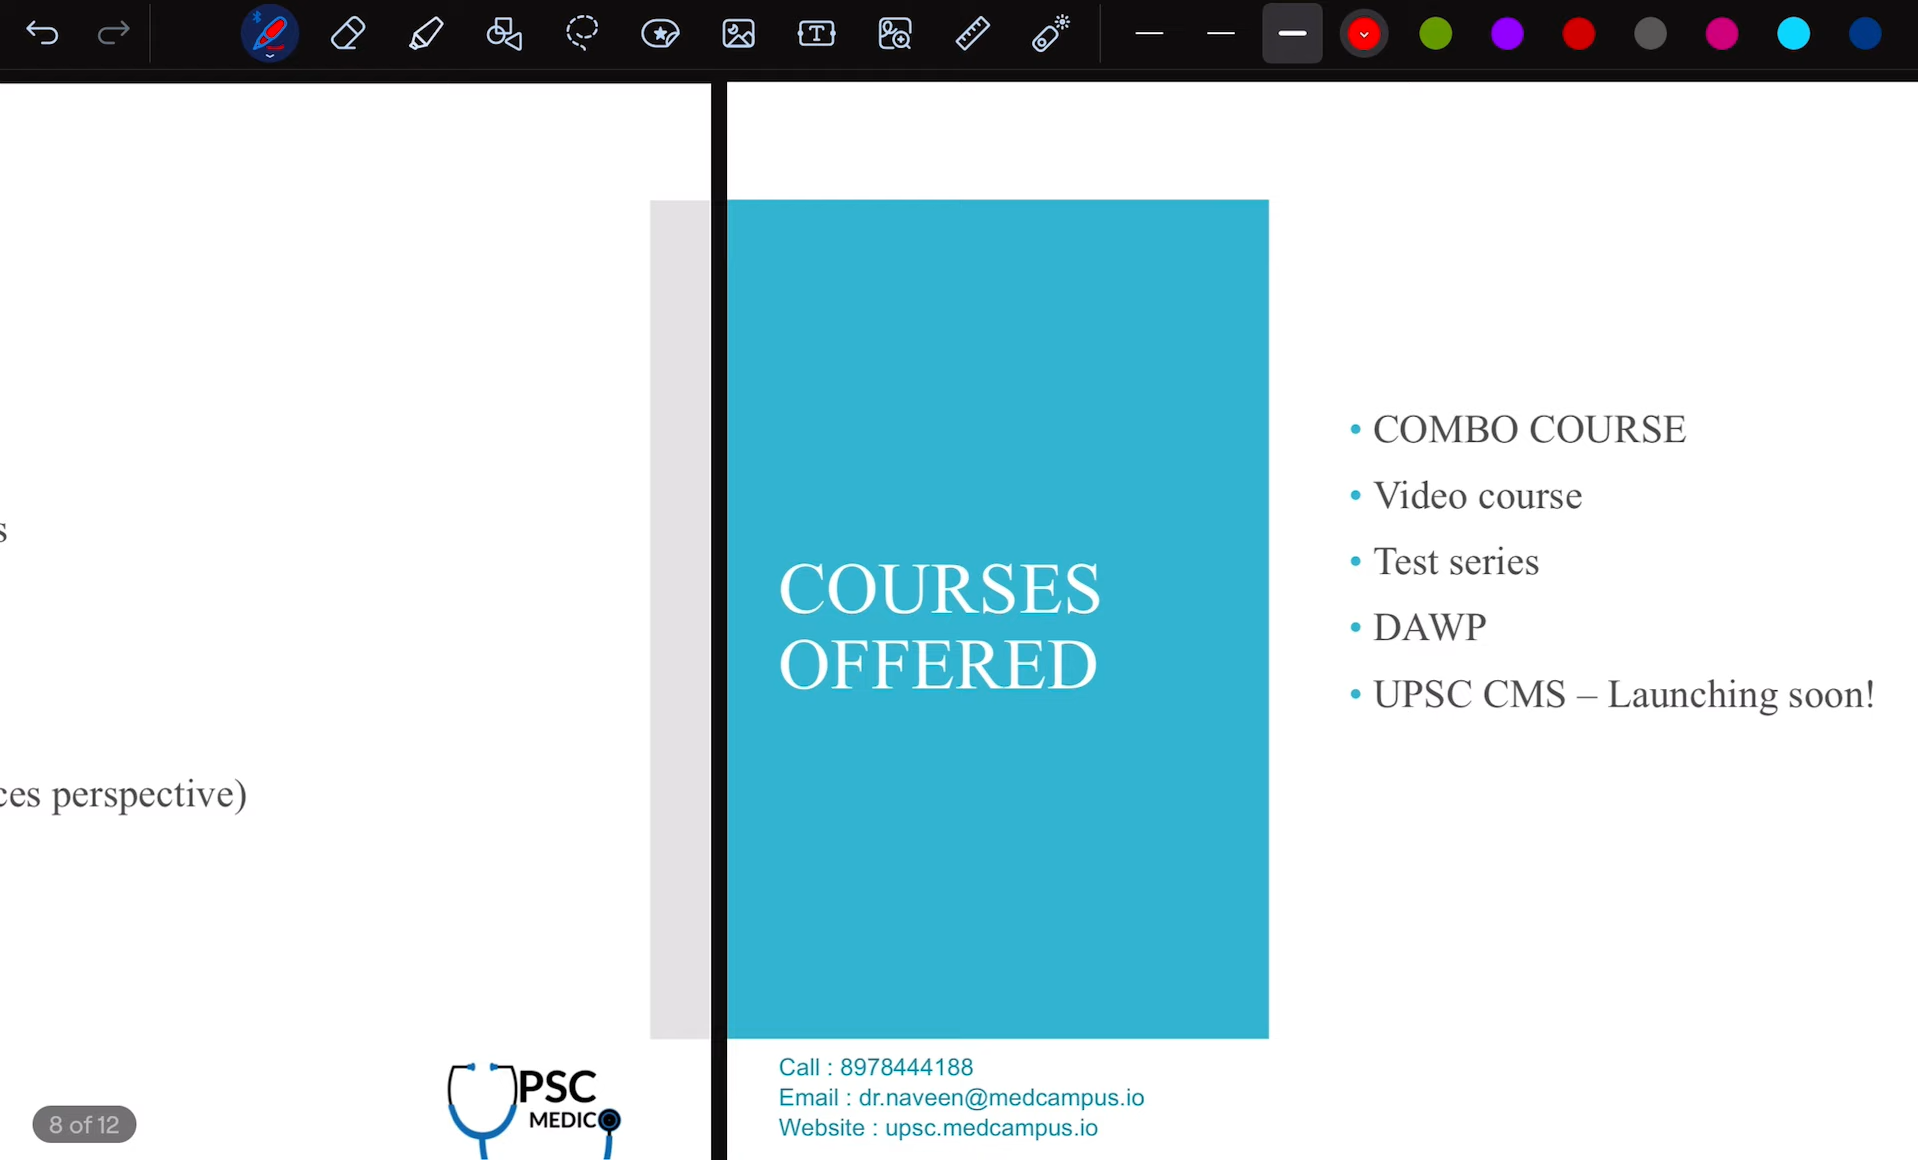 s
ces perspective)
PSC
MEDICO
8 of 12
COURSES
OFFERED
• COMBO COURSE
• Video course
• Test series
• DAWP
• UPSC CMS – Launching soon!
Call : 8978444188
Email : dr.naveen@medcampus.io
Website : upsc.medcampus.io